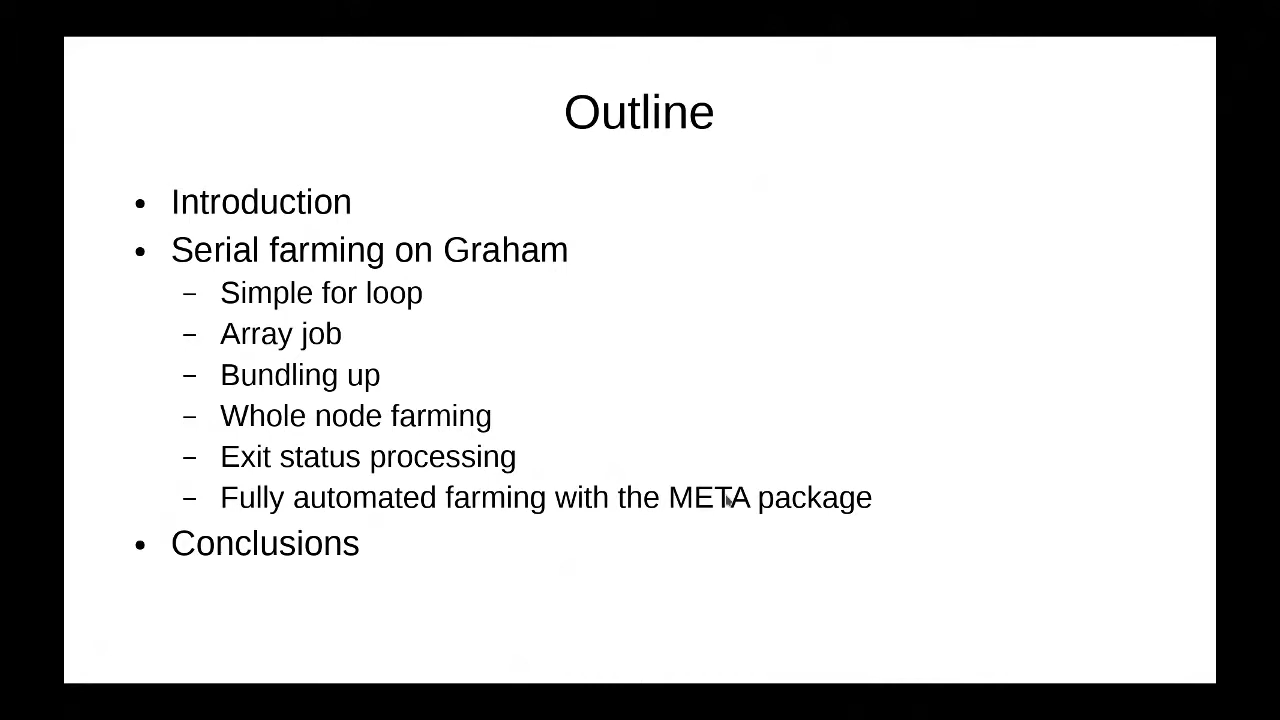 Outline
• Introduction
• Serial farming on Graham
– Simple for loop
– Array job
– Bundling up
– Whole node farming
– Exit status processing
– Fully automated farming with the META package
• Conclusions